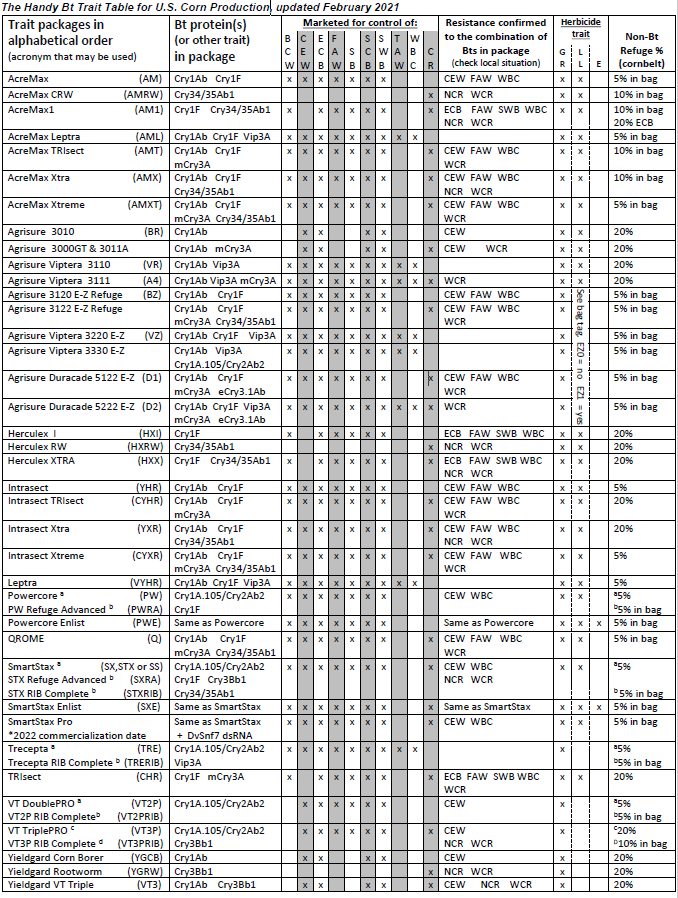 The Handy Bt Trait Table for U.S. Corn Production, updated February 2021
Trait packages in alphabetical order (acronym that may be used) | Bt protein(s) (or other trait) in package | Marketed for control of: BCW CEW ECB FAW SB SCB SWB TAW WBC CR | Resistance confirmed to the combination of Bts in package (check local situation) | Herbicide trait GR LL E | Non-Bt Refuge % (cornbelt)
AcreMax (AM) Cry1Ab Cry1F x x x x x x x x CEW FAW WBC x x 5% in bag
AcreMax CRW (AMRW) Cry34/35Ab1 x NCR WCR x x 10% in bag
AcreMax1 (AM1) Cry1F Cry34/35Ab1 x x x x x x x ECB FAW SWB WBC x x 10% in bag
NCR WCR 20% ECB
AcreMax Leptra (AML) Cry1Ab Cry1F Vip3A x x x x x x x x x x x 5% in bag
AcreMax TRIsect (AMT) Cry1Ab Cry1F x x x x x x x x CEW FAW WBC x x 10% in bag
mCry3A WCR
AcreMax Xtra (AMX) Cry1Ab Cry1F x x x x x x x x CEW FAW WBC x x 10% in bag
Cry34/35Ab1 NCR WCR
AcreMax Xtreme (AMXT) Cry1Ab Cry1F x x x x x x x x CEW FAW WBC x x 5% in bag
mCry3A Cry34/35Ab1 WCR
Agrisure 3010 (BR) Cry1Ab x x x x CEW x x 20%
Agrisure 3000GT & 3011A Cry1Ab mCry3A x x x x x CEW WCR x x 20%
Agrisure Viptera 3110 (VR) Cry1Ab Vip3A x x x x x x x x x x x 20%
Agrisure Viptera 3111 (A4) Cry1Ab Vip3A mCry3A x x x x x x x x x x WCR x x 20%
Agrisure 3120 E-Z Refuge (BZ) Cry1Ab Cry1F x x x x x x x CEW FAW WBC x 5% in bag
Agrisure 3122 E-Z Refuge Cry1Ab Cry1F x x x x x x x x CEW FAW WBC x 5% in bag
mCry3A Cry34/35Ab1 WCR
Agrisure Viptera 3220 E-Z (VZ) Cry1Ab Cry1F Vip3A x x x x x x x x x x 5% in bag
Agrisure Viptera 3330 E-Z Cry1Ab Vip3A x x x x x x x x x x 5% in bag
Cry1A.105/Cry2Ab2
Agrisure Duracade 5122 E-Z (D1) Cry1Ab Cry1F x x x x x x x x CEW FAW WBC x 5% in bag
mCry3A eCry3.1Ab WCR
Agrisure Duracade 5222 E-Z (D2) Cry1Ab Cry1F Vip3A x x x x x x x x x x WCR x 5% in bag
mCry3A eCry3.1Ab
See bag tag EZ0 = no EZ1 = yes
Herculex I (HXI) Cry1F x x x x x x ECB FAW SWB WBC x x 20%
Herculex RW (HXRW) Cry34/35Ab1 x NCR WCR x x 20%
Herculex XTRA (HXX) Cry1F Cry34/35Ab1 x x x x x x x ECB FAW SWB WBC x x 20%
NCR WCR
Intrasect (YHR) Cry1Ab Cry1F x x x x x x x CEW FAW WBC x x 5%
Intrasect TRIsect (CYHR) Cry1Ab Cry1F x x x x x x x x CEW FAW WBC x x 20%
mCry3A WCR
Intrasect Xtra (YXR) Cry1Ab Cry1F x x x x x x x x CEW FAW WBC x x 20%
Cry34/35Ab1 NCR WCR
Intrasect Xtreme (CYXR) Cry1Ab Cry1F x x x x x x x x CEW FAW WBC x x 5%
mCry3A Cry34/35Ab1 WCR
Leptra (VYHR) Cry1Ab Cry1F Vip3A x x x x x x x x x x x 5%
Powercore a (PW) Cry1A.105/Cry2Ab2 x x x x x x x CEW WBC x x a5%
PW Refuge Advanced b (PWRA) Cry1F b5% in bag
Powercore Enlist (PWE) Same as Powercore x x x x x x x Same as Powercore x x x 5% in bag
QROME (Q) Cry1Ab Cry1F x x x x x x x x CEW FAW WBC x x 5% in bag
mCry3A Cry34/35Ab1 WCR
SmartStax a (SX,STX or SS) Cry1A.105/Cry2Ab2 x x x x x x x x CEW WBC x x a5%
STX Refuge Advanced b (SXRA) Cry1F Cry3Bb1 NCR WCR
STX RIB Complete b (STXRIB) Cry34/35Ab1 b5% in bag
SmartStax Enlist (SXE) Same as SmartStax x x x x x x x x Same as SmartStax x x x 5% in bag
SmartStax Pro Same as SmartStax x x x x x x x x CEW WBC x x 5% in bag
*2022 commercialization date + DvSnf7 dsRNA
Trecepta a (TRE) Cry1A.105/Cry2Ab2 x x x x x x x x x x a5%
Trecepta RIB Complete b (TRERIB) Vip3A b5% in bag
TRIsect (CHR) Cry1F mCry3A x x x x x x x ECB FAW SWB WBC x x 20%
WCR
VT DoublePRO a (VT2P) Cry1A.105/Cry2Ab2 x x x x x x CEW x a5%
VT2P RIB Complete b (VT2PRIB) b5% in bag
VT TriplePRO c (VT3P) Cry1A.105/Cry2Ab2 x x x x x x x CEW x c20%
VT3P RIB Complete d (VT3PRIB) Cry3Bb1 NCR WCR D10% in bag
Yieldgard Corn Borer (YGCB) Cry1Ab x x x x CEW x 20%
Yieldgard Rootworm (YGRW) Cry3Bb1 x NCR WCR x 20%
Yieldgard VT Triple (VT3) Cry1Ab Cry3Bb1 x x x x x CEW NCR WCR x 20%